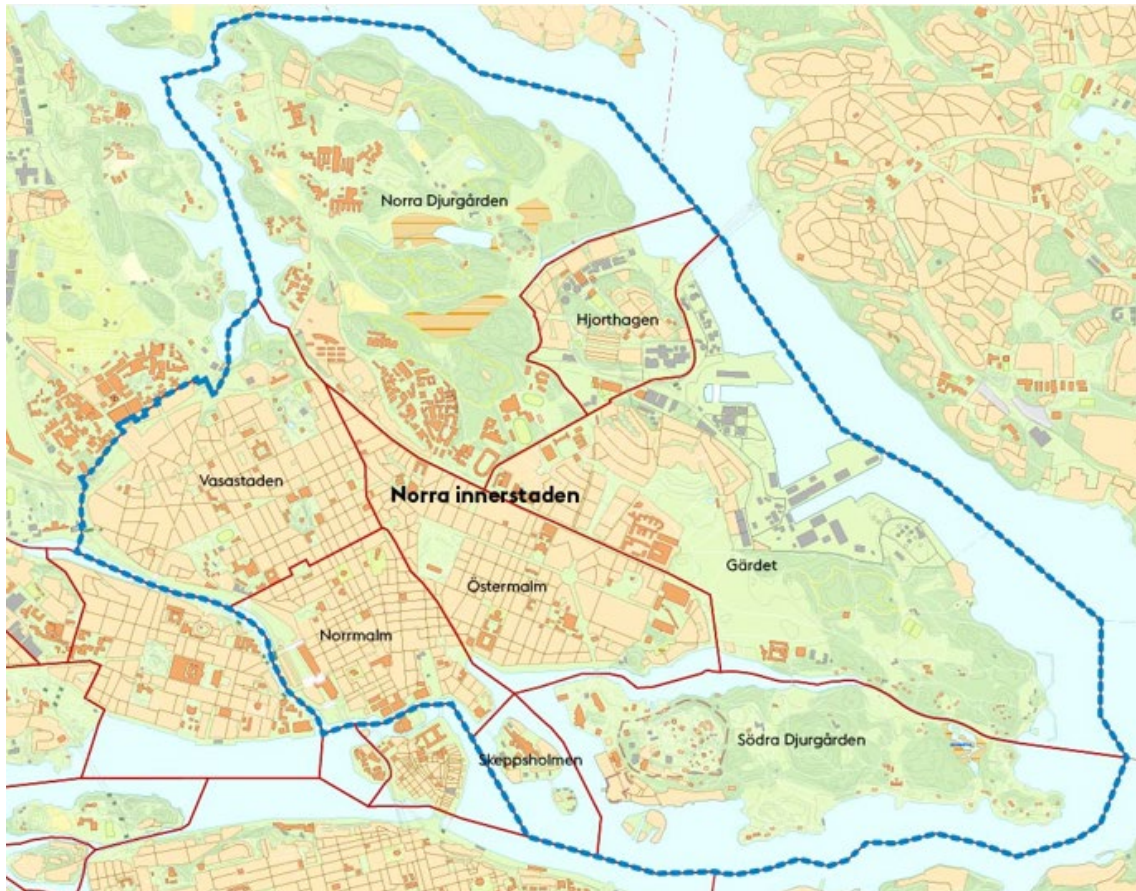 Norra Djurgården
Hjorthagen
Vasastaden
Norra innerstaden
Gärdet
Östermalm
Norrmalm
Södra Djurgården
Skeppsholmen